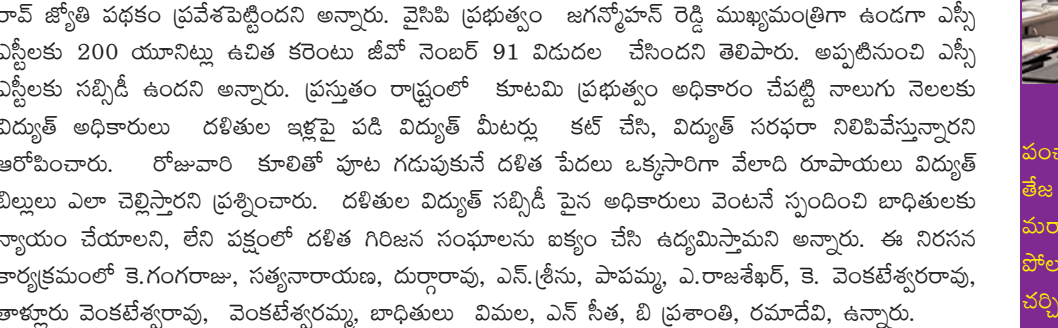 రావ్ జ్యోతి పథకం ప్రవేశపెట్టిందని అన్నారు. వైసిపి ప్రభుత్వం జగన్మోహన్ రెడ్డి ముఖ్యమంత్రిగా ఉండగా ఎస్సీ
ఎస్టీలకు 200 యూనిట్లు ఉచిత కరెంటు జీవో నెంబర్ 91 విడుదల చేసిందని తెలిపారు. అప్పటినుంచి ఎస్సీ
ఎస్టీలకు సబ్సిడీ ఉందని అన్నారు. ప్రస్తుతం రాష్ట్రంలో కూటమి ప్రభుత్వం అధికారం చేపట్టి నాలుగు నెలలకు
విద్యుత్ అధికారులు దళితుల ఇళ్లపై పడి విద్యుత్ మీటర్లు కట్ చేసి, విద్యుత్ సరఫరా నిలిపివేస్తున్నారని
ఆరోపించారు. రోజువారి కూలితో పూట గడుపుకునే దళిత పేదలు ఒక్కసారిగా వేలాది రూపాయలు విద్యుత్
బిల్లులు ఎలా చెల్లిస్తారని ప్రశ్నించారు. దళితుల విద్యుత్ సబ్సిడీ పైన అధికారులు వెంటనే స్పందించి బాధితులకు
న్యాయం చేయాలని, లేని పక్షంలో దళిత గిరిజన సంఘాలను ఐక్యం చేసి ఉద్యమిస్తామని అన్నారు. ఈ నిరసన
కార్యక్రమంలో కె.గంగరాజు, సత్యనారాయణ, దుర్గారావు, ఎన్.శ్రీను, పాపమ్మ, ఎ.రాజశేఖర్, కె. వెంకటేశ్వరరావు,
తాళ్లూరు వెంకటేశ్వరావు, వెంకటేశ్వరమ్మ, బాధితులు విమల, ఎన్ సీత, బి ప్రశాంతి, రమాదేవి, ఉన్నారు.
తేజ